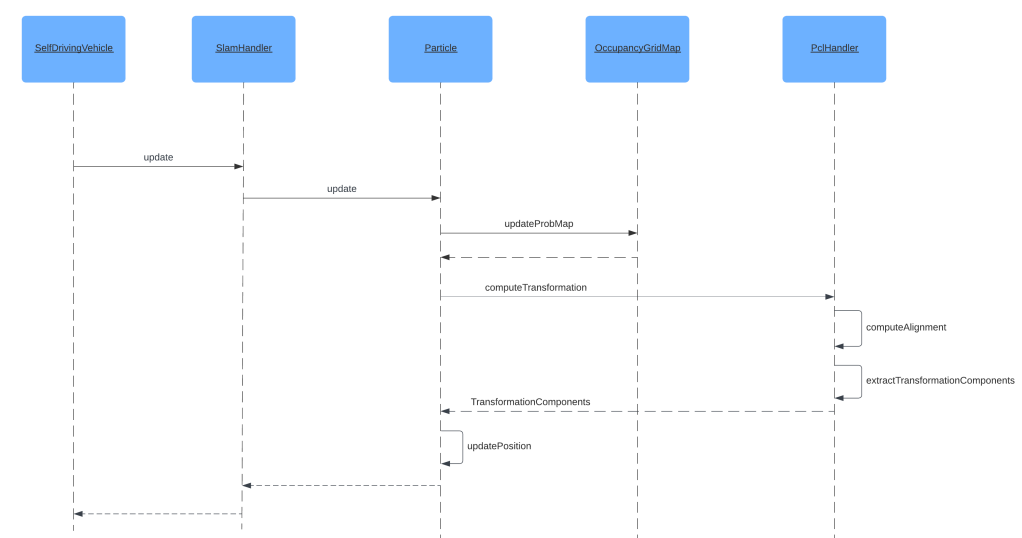 SelfDrivingVehicle
SlamHandler
Particle
OccupancyGridMap
PclHandler
update
update
updateProbMap
computeTransformation
computeAlignment
extractTransformationComponents
TransformationComponents
updatePosition